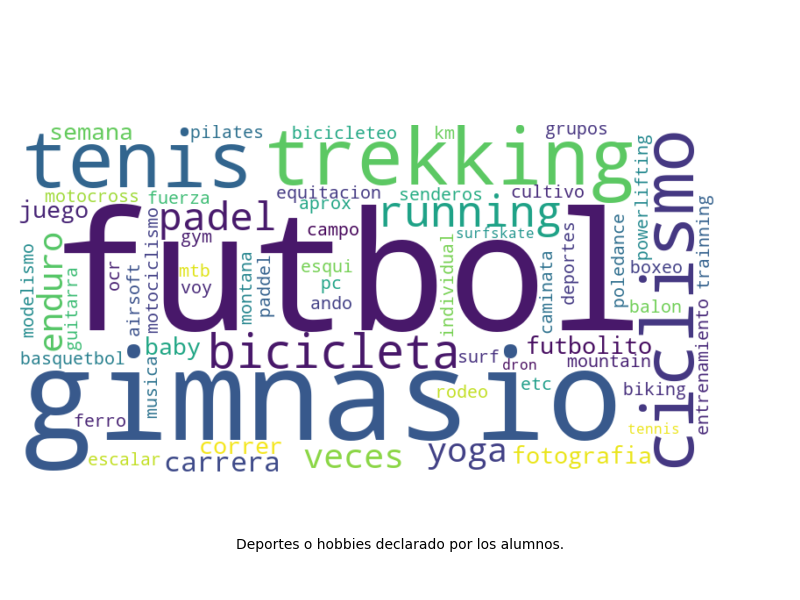 semana
pilates
bicicleteo
km
grupos
tenis
trekking
powerlifting
ciclismo
motocross
fuerza
equitacion
aprox
senderos
cultivo
juego
padel
running
trainning
gym
campo
surfskate
deportes
poledance
boxeo
futbol
modelismo
enduro
guitarra
ocr
airsoft
motociclismo
mtb
voy
montana
paddel
esqui
pc
ando
individual
caminata
balon
entrenamiento
basquetbol
baby
musica
bicicleta
surf
dron
futbolito
mountain
gimnasio
rodeo
etc
biking
ferro
correr
tennis
escalar
carrera
veces
yoga
fotografia
Deportes o hobbies declarado por los alumnos.